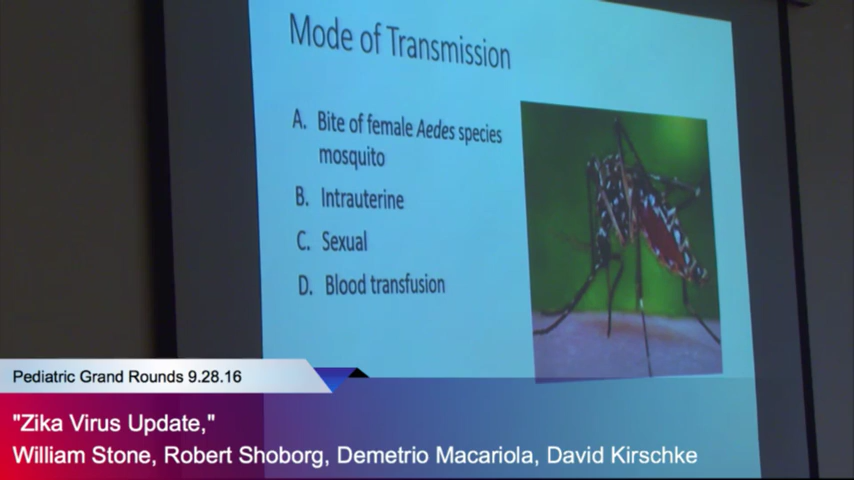 Mode of Transmission
A. Bite of female Aedes species
mosquito
B. Intrauterine
C. Sexual
D. Blood transfusion
Pediatric Grand Rounds 9.28.16
"Zika Virus Update,"
William Stone, Robert Shoborg, Demetrio Macariola, David Kirschke